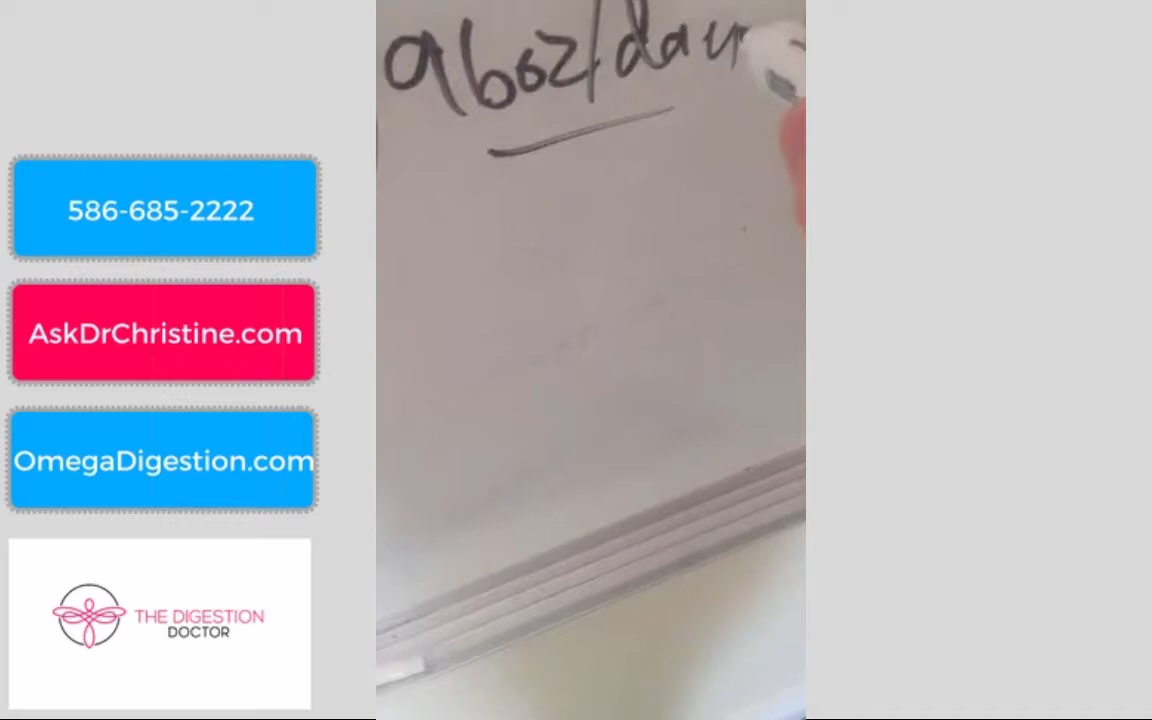 96oz/day
586-685-2222
AskDrChristine.com
OmegaDigestion.com
THE DIGESTION
DOCTOR